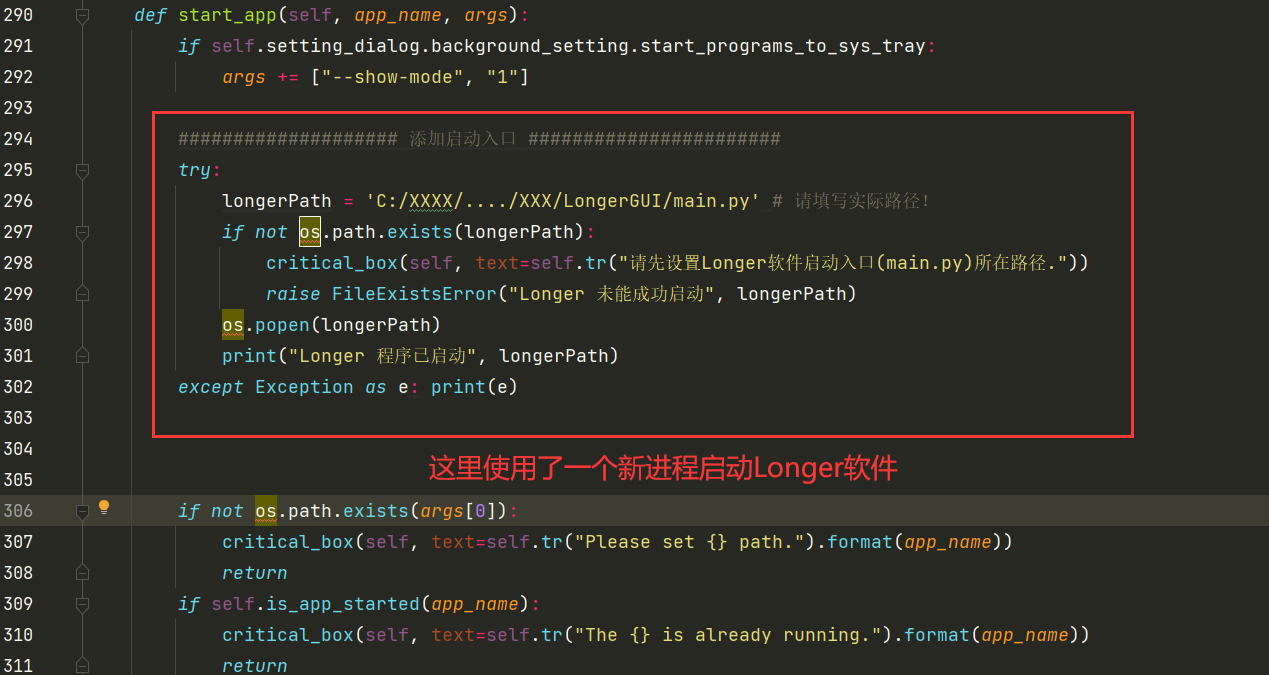 290 def start_app(self, app_name, args):
291 if self.setting_dialog.background_setting.start_programs_to_sys_tray:
292 args += ["--show-mode", "1"]
293
294 #################### 添加启动入口 #######################
295 try:
296 longerPath = 'C:/XXXX/..../XXX/LongerGUI/main.py' # 请填写实际路径!
297 if not os.path.exists(longerPath):
298 critical_box(self, text=self.tr("请先设置Longer软件启动入口(main.py)所在路径."))
299 raise FileExistsError("Longer 未能成功启动", longerPath)
300 os.popen(longerPath)
301 print("Longer 程序已启动", longerPath)
302 except Exception as e: print(e)
303
304
这里使用了一个新进程启动Longer软件
305
306 if not os.path.exists(args[0]):
307 critical_box(self, text=self.tr("Please set {} path.").format(app_name))
308 return
309 if self.is_app_started(app_name):
310 critical_box(self, text=self.tr("The {} is already running.").format(app_name))
311 return